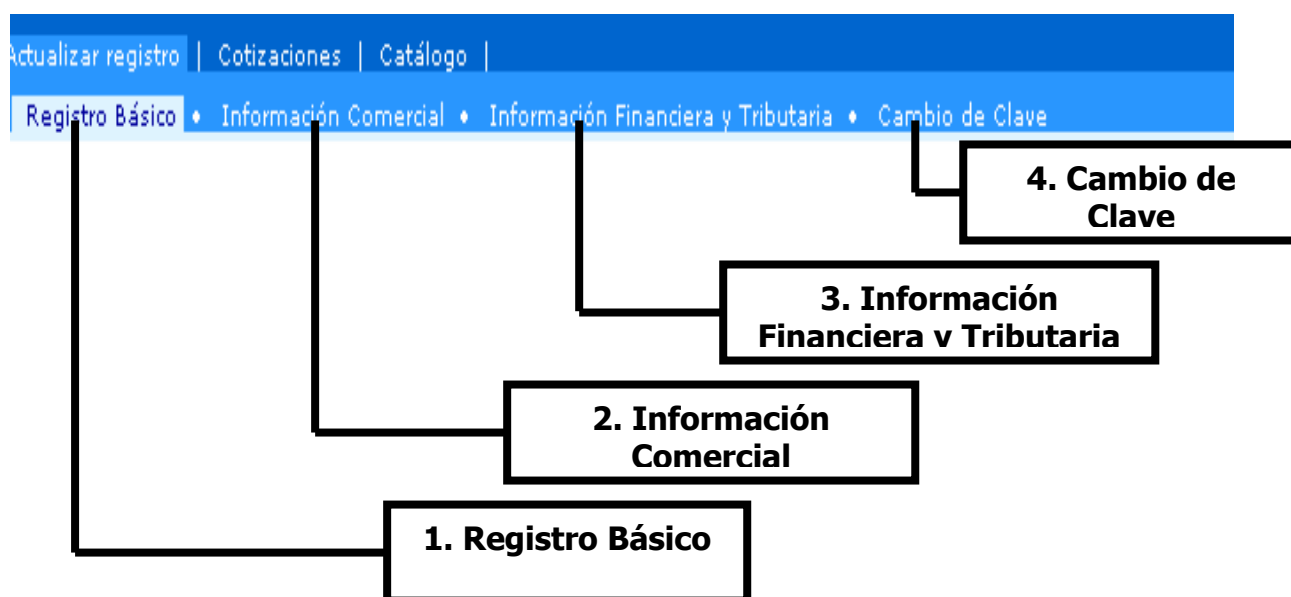 Actualizar registro | Cotizaciones | Catálogo |
Registro Básico • Información Comercial • Información Financiera y Tributaria • Cambio de Clave
4. Cambio de
Clave
3. Información
Financiera y Tributaria
2. Información
Comercial
1. Registro Básico